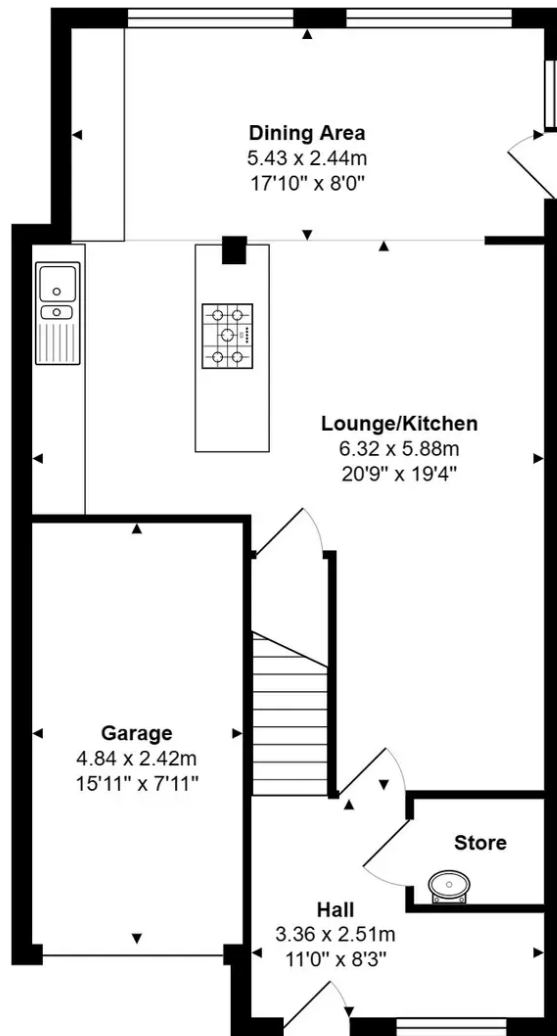 Dining Area
5.43 x 2.44m
17'10" x 8'0"
Lounge/Kitchen
6.32 x 5.88m
20'9" x 19'4"
Garage
4.84 x 2.42m
15'11" x 7'11"
Store
Hall
3.36 x 2.51m
11'0" x 8'3"